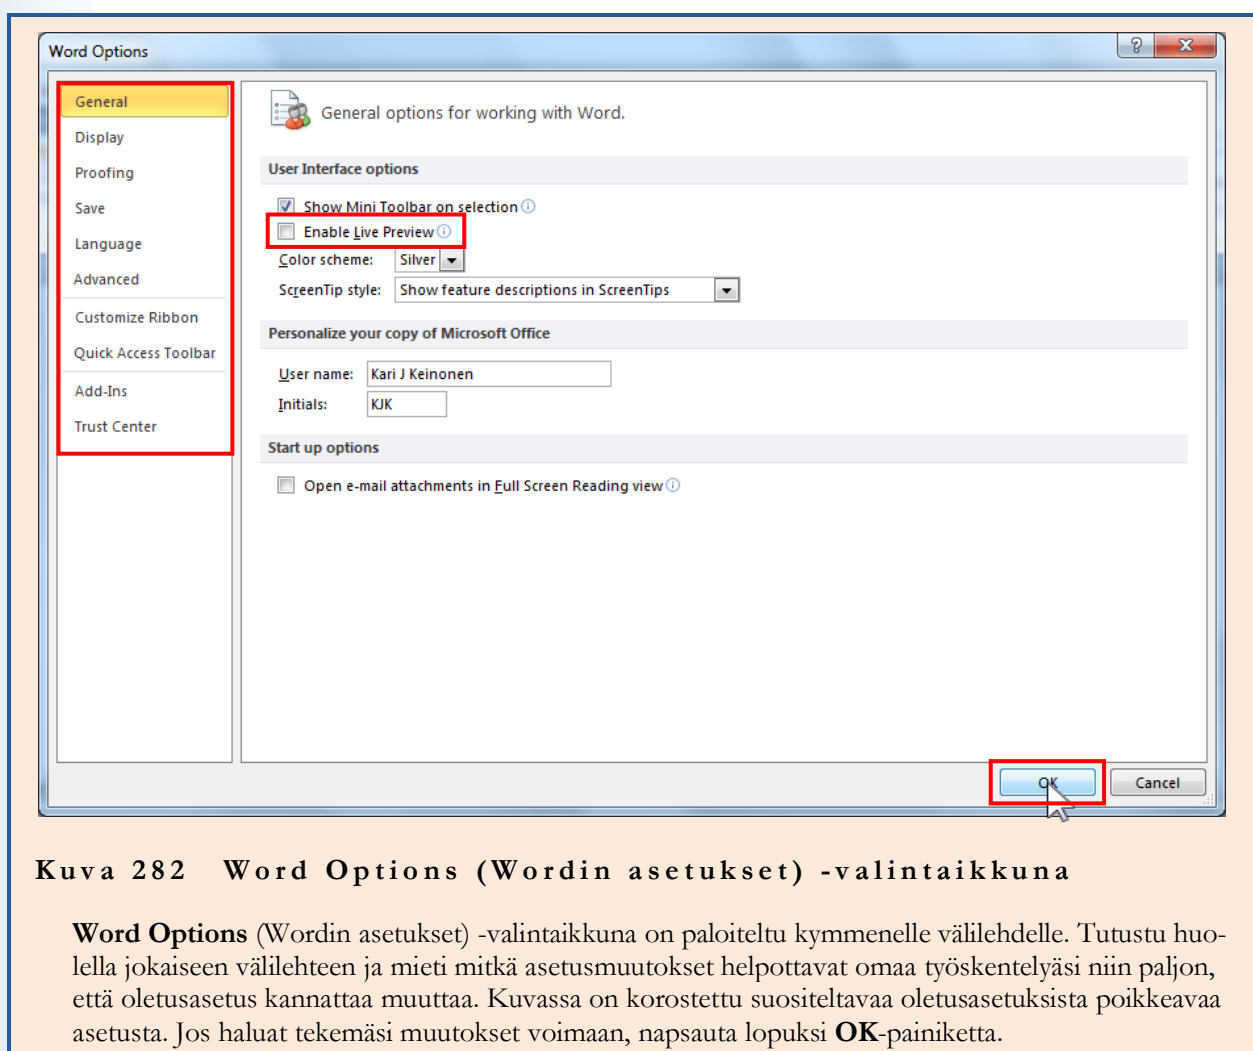 Word Options
General
Display
Proofing
Save
Language
Advanced
Customize Ribbon
Quick Access Toolbar
Add-Ins
Trust Center
General options for working with Word.
User Interface options
Show Mini Toolbar on selection
Enable Live Preview
Color scheme: Silver
ScreenTip style: Show feature descriptions in ScreenTips
Personalize your copy of Microsoft Office
User name: Kari J Keinonen
Initials: KJK
Start up options
Open e-mail attachments in Full Screen Reading view
OK Cancel
Kuva 282 Word Options (Wordin asetukset) -valintaikkuna
Word Options (Wordin asetukset) -valintaikkuna on paloiteltu kymmenelle välilehdelle. Tutustu huo-
lella jokaiseen välilehteen ja mieti mitkä asetusmuutokset helpottavat omaa työskentelyäsi niin paljon,
että oletusasetus kannattaa muuttaa. Kuvassa on korostettu suositeltavaa oletusasetuksista poikkeavaa
asetusta. Jos haluat tekemäsi muutokset voimaan, napsauta lopuksi OK-painiketta.